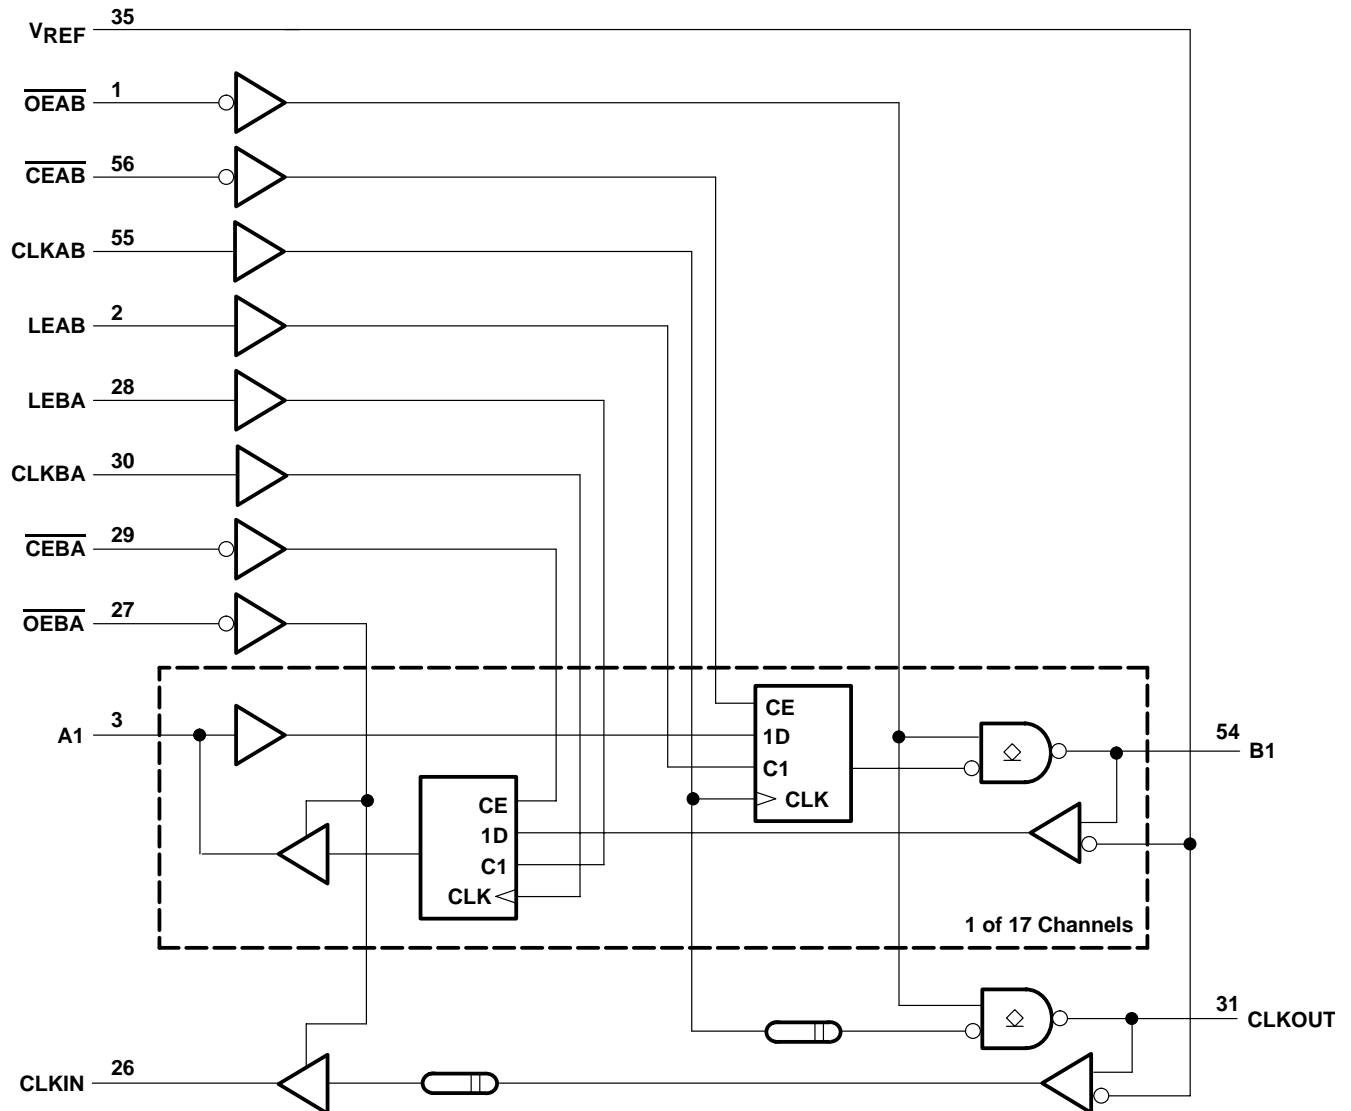 VREF 35
OEAB 1
CEAB 56
CLKAB 55
LEAB 2
LEBA 28
CLKBA 30
CEBA 29
OEBA 27
A1 3
CE
1D
C1
CLK
54 B1
CE
1D
C1
CLK
1 of 17 Channels
31 CLKOUT
CLKIN 26